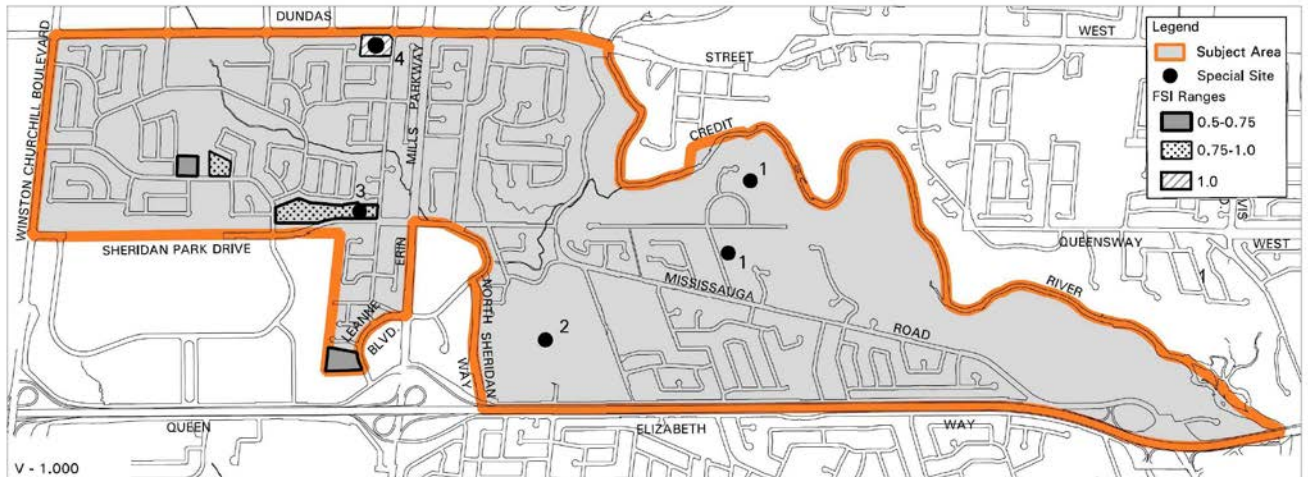 DUNDAS
STREET
WEST
WINSTON CHURCHILL BOULEVARD
4
MILLS PARKWAY
CREDIT
1
3
SHERIDAN PARK DRIVE
ERIN
1
MISSISSAUGA
ROAD
RIVER
QUEENSWAY
WEST
1
LEANNE
BLVD.
NORTH SHERIDAN
WAY
2
QUEEN
ELIZABETH
WAY
V - 1.000
Legend
Subject Area
Special Site
FSI Ranges
0.5-0.75
0.75-1.0
1.0
D.
VIS